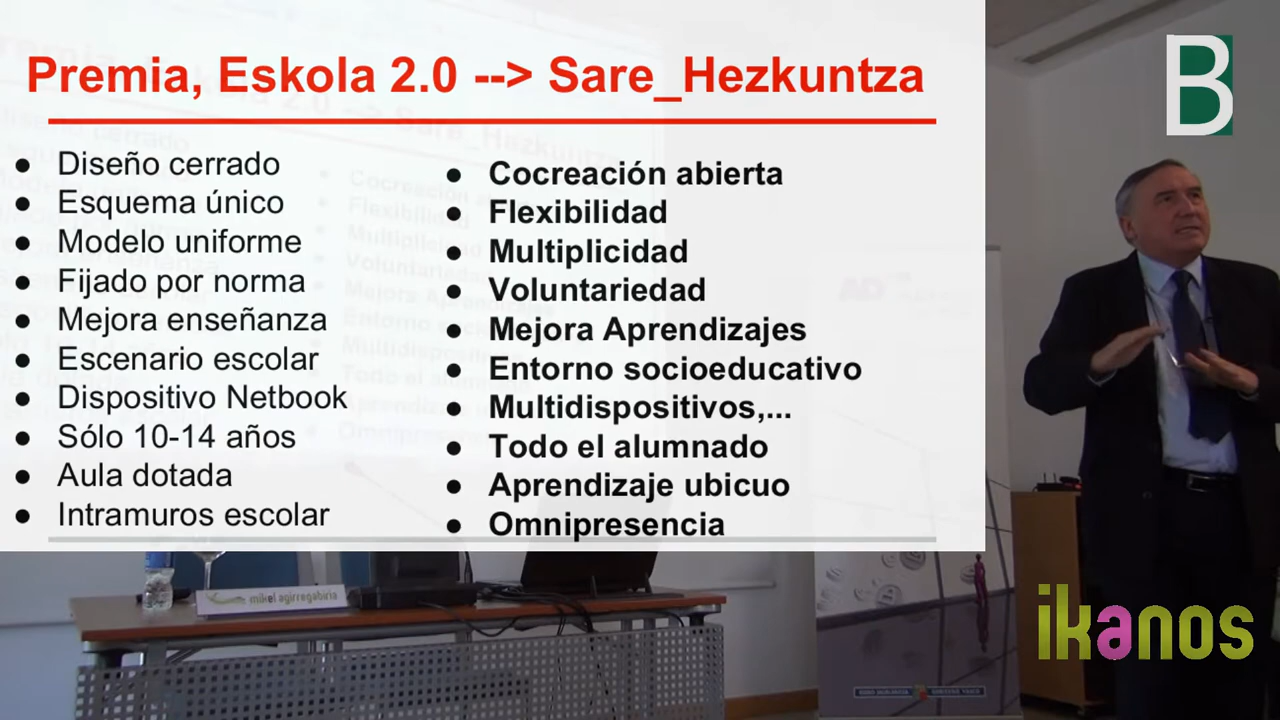 Premia, Eskola 2.0 --> Sare_Hezkuntza
● Diseño cerrado
● Esquema único
● Modelo uniforme
● Fijado por norma
● Mejora enseñanza
● Escenario escolar
● Dispositivo Netbook
● Sólo 10-14 años
● Aula dotada
● Intramuros escolar
● Cocreación abierta
● Flexibilidad
● Multiplicidad
● Voluntariedad
● Mejora Aprendizajes
● Entorno socioeducativo
● Multidispositivos,...
● Todo el alumnado
● Aprendizaje ubicuo
● Omnipresencia
B
mikel agirregabiria
ikanos